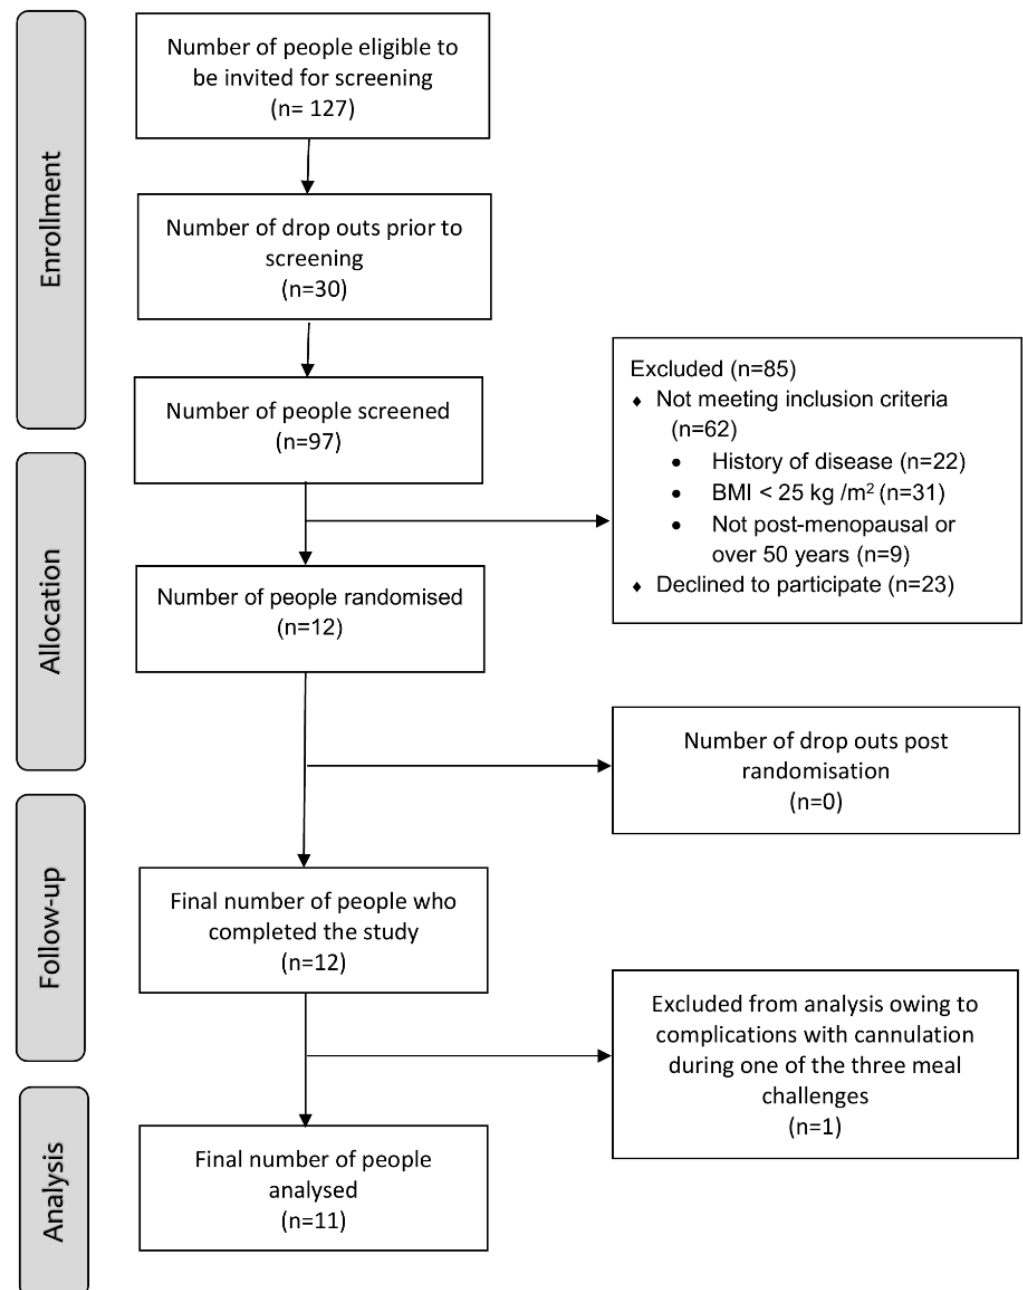 Enrollment
Number of people eligible to
be invited for screening
(n= 127)
Number of drop outs prior to
screening
(n=30)
Number of people screened
(n=97)
Excluded (n=85)
⬧ Not meeting inclusion criteria
(n=62)
• History of disease (n=22)
• BMI < 25 kg /m² (n=31)
• Not post-menopausal or
over 50 years (n=9)
⬧ Declined to participate (n=23)
Allocation
Number of people randomised
(n=12)
Number of drop outs post
randomisation
(n=0)
Follow-up
Final number of people who
completed the study
(n=12)
Excluded from analysis owing to
complications with cannulation
during one of the three meal
challenges
(n=1)
Analysis
Final number of people
analysed
(n=11)